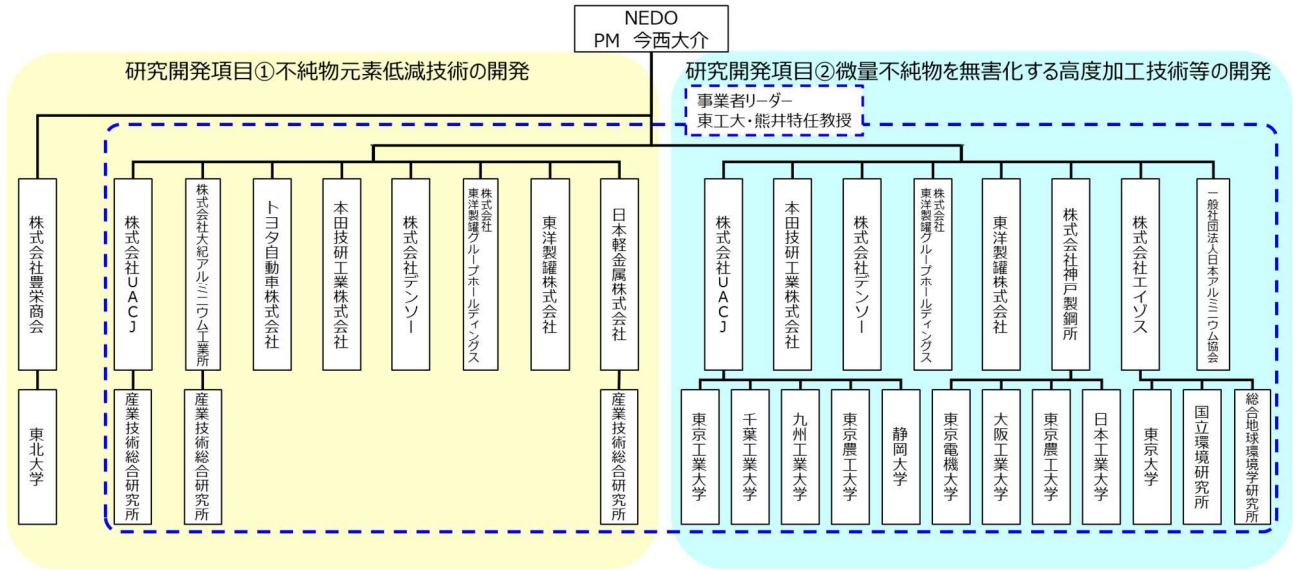 NEDO
PM 今西大介
研究開発項目①不純物元素低減技術の開発
研究開発項目②微量不純物を無害化する高度加工技術等の開発
事業者リーダー
東工大・熊井特任教授
株式会社豊栄商会
株式会社UACJ
株式会社大紀アルミニウム工業所
トヨタ自動車株式会社
本田技研工業株式会社
株式会社デンソー
株式会社
東洋製罐グループホールディングス
東洋製罐株式会社
日本軽金属株式会社
株式会社UACJ
本田技研工業株式会社
株式会社デンソー
株式会社
東洋製罐グループホールディングス
東洋製罐株式会社
株式会社神戸製鋼所
株式会社エイゾス
一般社団法人日本アルミニウム協会
東北大学
産業技術総合研究所
産業技術総合研究所
産業技術総合研究所
東京工業大学
千葉工業大学
九州工業大学
東京農工大学
静岡大学
東京電機大学
大阪工業大学
東京農工大学
日本工業大学
東京大学
国立環境研究所
総合地球環境学研究所